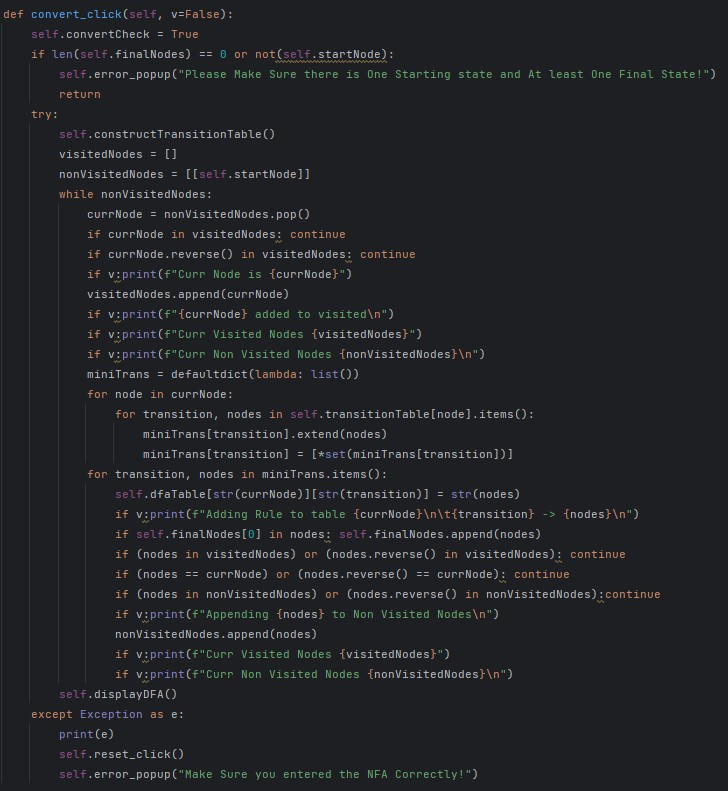 def convert_click(self, v=False):
    self.convertCheck = True
    if len(self.finalNodes) == 0 or not(self.startNode):
        self.error_popup("Please Make Sure there is One Starting state and At least One Final State!")
        return
    try:
        self.constructTransitionTable()
        visitedNodes = []
        nonVisitedNodes = [[self.startNode]]
        while nonVisitedNodes:
            currNode = nonVisitedNodes.pop()
            if currNode in visitedNodes: continue
            if currNode.reverse() in visitedNodes: continue
            if v:print(f"Curr Node is {currNode}")
            visitedNodes.append(currNode)
            if v:print(f"{currNode} added to visited\n")
            if v:print(f"Curr Visited Nodes {visitedNodes}")
            if v:print(f"Curr Non Visited Nodes {nonVisitedNodes}\n")
            miniTrans = defaultdict(lambda: list())
            for node in currNode:
                for transition, nodes in self.transitionTable[node].items():
                    miniTrans[transition].extend(nodes)
                    miniTrans[transition] = [*set(miniTrans[transition])]
            for transition, nodes in miniTrans.items():
                self.dfaTable[str(currNode)][str(transition)] = str(nodes)
                if v:print(f"Adding Rule to table {currNode}\n\t{transition} -> {nodes}\n")
                if self.finalNodes[0] in nodes: self.finalNodes.append(nodes)
                if (nodes in visitedNodes) or (nodes.reverse() in visitedNodes): continue
                if (nodes == currNode) or (nodes.reverse() == currNode): continue
                if (nodes in nonVisitedNodes) or (nodes.reverse() in nonVisitedNodes):continue
                if v:print(f"Appending {nodes} to Non Visited Nodes\n")
                nonVisitedNodes.append(nodes)
                if v:print(f"Curr Visited Nodes {visitedNodes}")
                if v:print(f"Curr Non Visited Nodes {nonVisitedNodes}\n")
        self.displayDFA()
    except Exception as e:
        print(e)
        self.reset_click()
        self.error_popup("Make Sure you entered the NFA Correctly!")